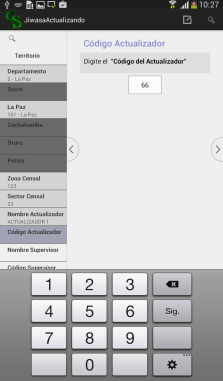 10:27
JiwasaActualizando
Territorio
Departamento
2 - La Paz
Sucre
La Paz
101 - La Paz
Cochabamba
Oruro
Potosi
Zona Censal
123
Sector Censal
23
Nombre Actualizador
ACTUALIZADOR 1
Código Actualizador
Nombre Supervisor
Código Supervisor
Código Actualizador
Digite el "Código del Actualizador"
66
1 2 3
4 5 6 Sig.
7 8 9
0